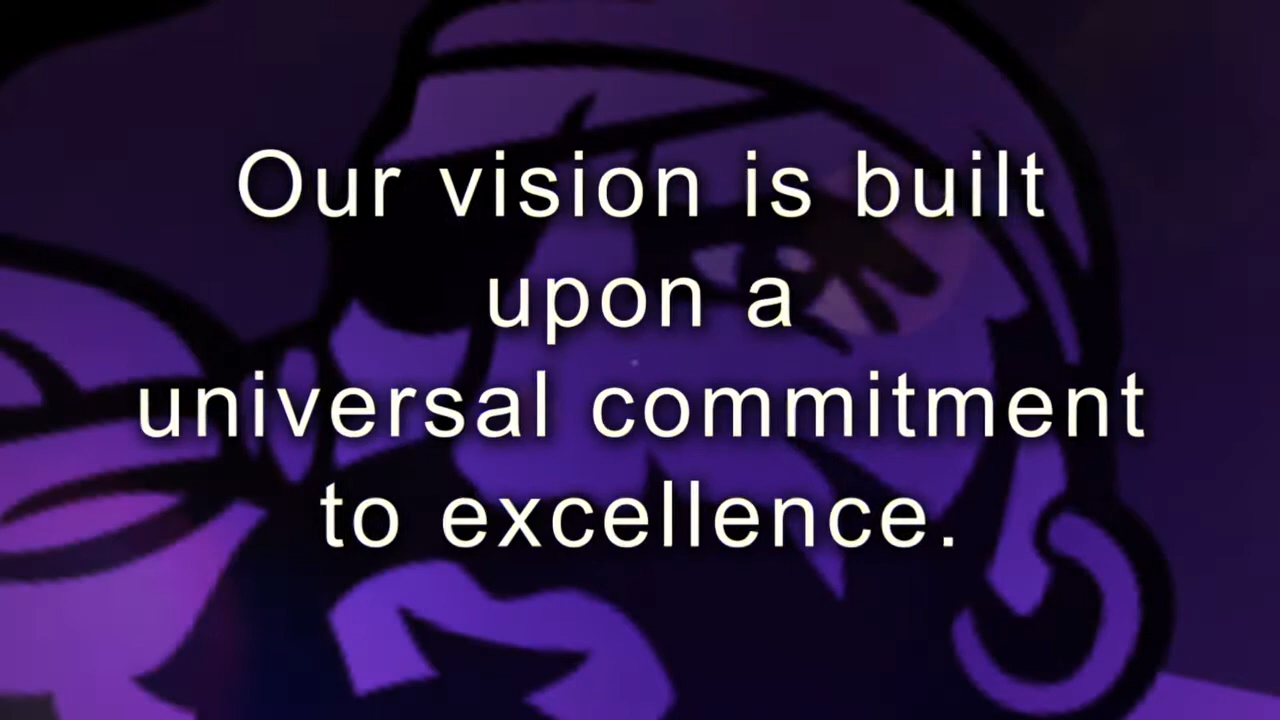 Our vision is built
upon a
universal commitment
to excellence.